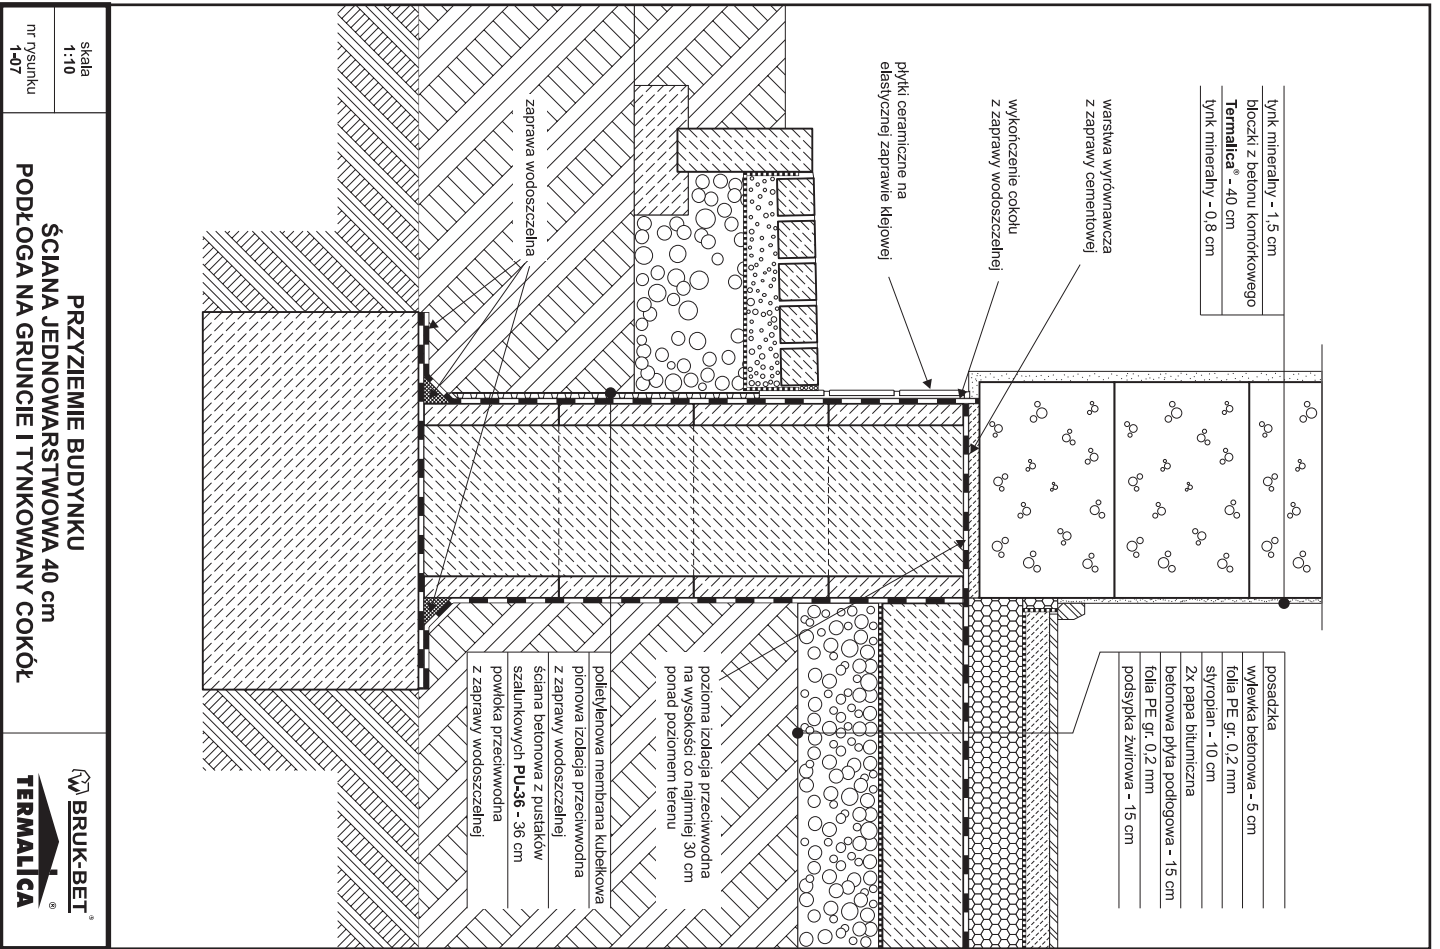 tynk mineralny - 1,5 cm
bloczki z betonu komórkowego
Termalica® - 40 cm
tynk mineralny - 0,8 cm
warstwa wyrównawcza
z zaprawy cementowej
wykończenie cokołu
z zaprawy wodoszczelnej
płytki ceramiczne na
elastycznej zaprawie klejowej
zaprawa wodoszczelna
posadzka
wylewka betonowa - 5 cm
folia PE gr. 0,2 mm
styropian - 10 cm
2x papa bitumiczna
betonowa płyta podłogowa - 15 cm
folia PE gr. 0,2 mm
podsypka żwirowa - 15 cm
pozioma izolacja przeciwwodna
na wysokości co najmniej 30 cm
ponad poziomem terenu
polietylenowa membrana kubełkowa
pionowa izolacja przeciwwodna
z zaprawy wodoszczelnej
ściana betonowa z pustaków
szalunkowych PU-36 - 36 cm
powłoka przeciwwodna
z zaprawy wodoszczelnej
skala
1:10
nr rysunku
1-07
PRZYZIEMIE BUDYNKU
ŚCIANA JEDNOWARSTWOWA 40 cm
PODŁOGA NA GRUNCIE I TYNKOWANY COKÓŁ
BRUK-BET®
TERMALICA®